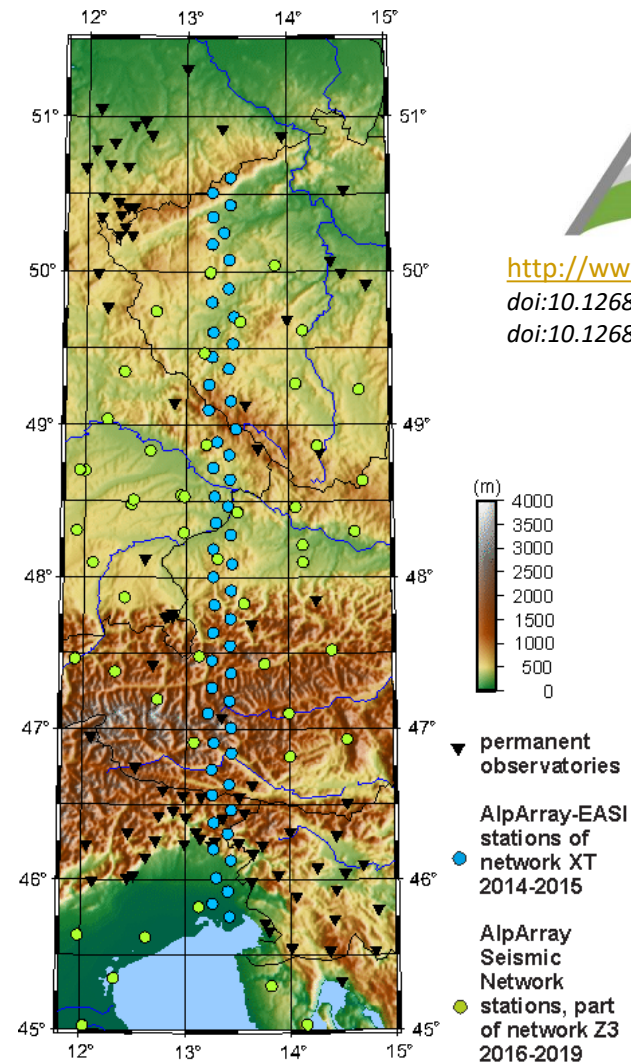 12° 13° 14° 15°
51° 51°
http://ww
doi:10.1268
doi:10.1268
50° 50°
49° 49°
(m)
4000
3500
3000
2500
2000
1500
1000
500
0
48° 48°
47° 47°
permanent
observatories
AlpArray-EASI
stations of
network XT
2014-2015
46° 46°
AlpArray
Seismic
Network
stations, part
of network Z3
2016-2019
45° 45°
12° 13° 14° 15°